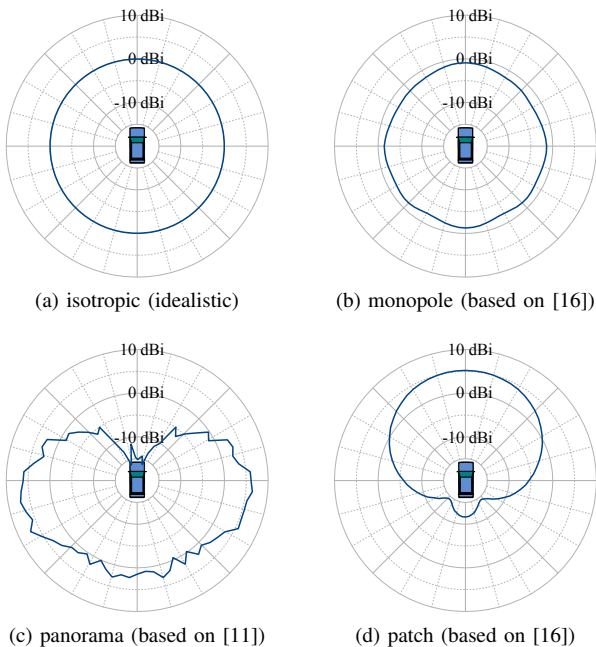 10 dBi
0 dBi
-10 dBi
(a) isotropic (idealistic)
10 dBi
0 dBi
-10 dBi
(b) monopole (based on [16])
10 dBi
0 dBi
-10 dBi
(c) panorama (based on [11])
10 dBi
0 dBi
-10 dBi
(d) patch (based on [16])